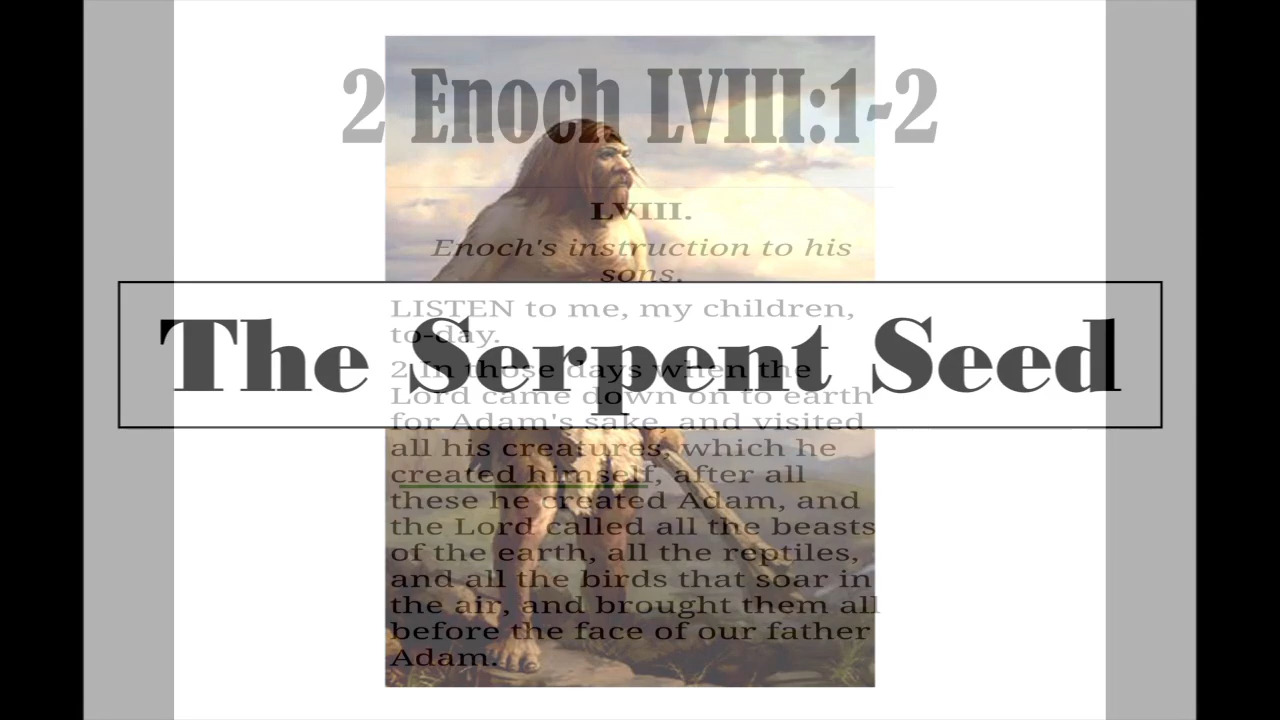 2 Enoch LVIII:1-2
LVIII.
Enoch's instruction to his
sons.
The Serpent Seed
LISTEN to me, my children,
to-day.
2 In those days when the
Lord came down on to earth
for Adam's sake, and visited
all his creatures, which he
created himself, after all
these he created Adam, and
the Lord called all the beasts
of the earth, all the reptiles,
and all the birds that soar in
the air, and brought them all
before the face of our father
Adam.